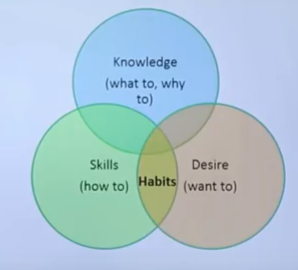 Knowledge
(what to, why
to)
Skills
(how to)
Habits
Desire
(want to)